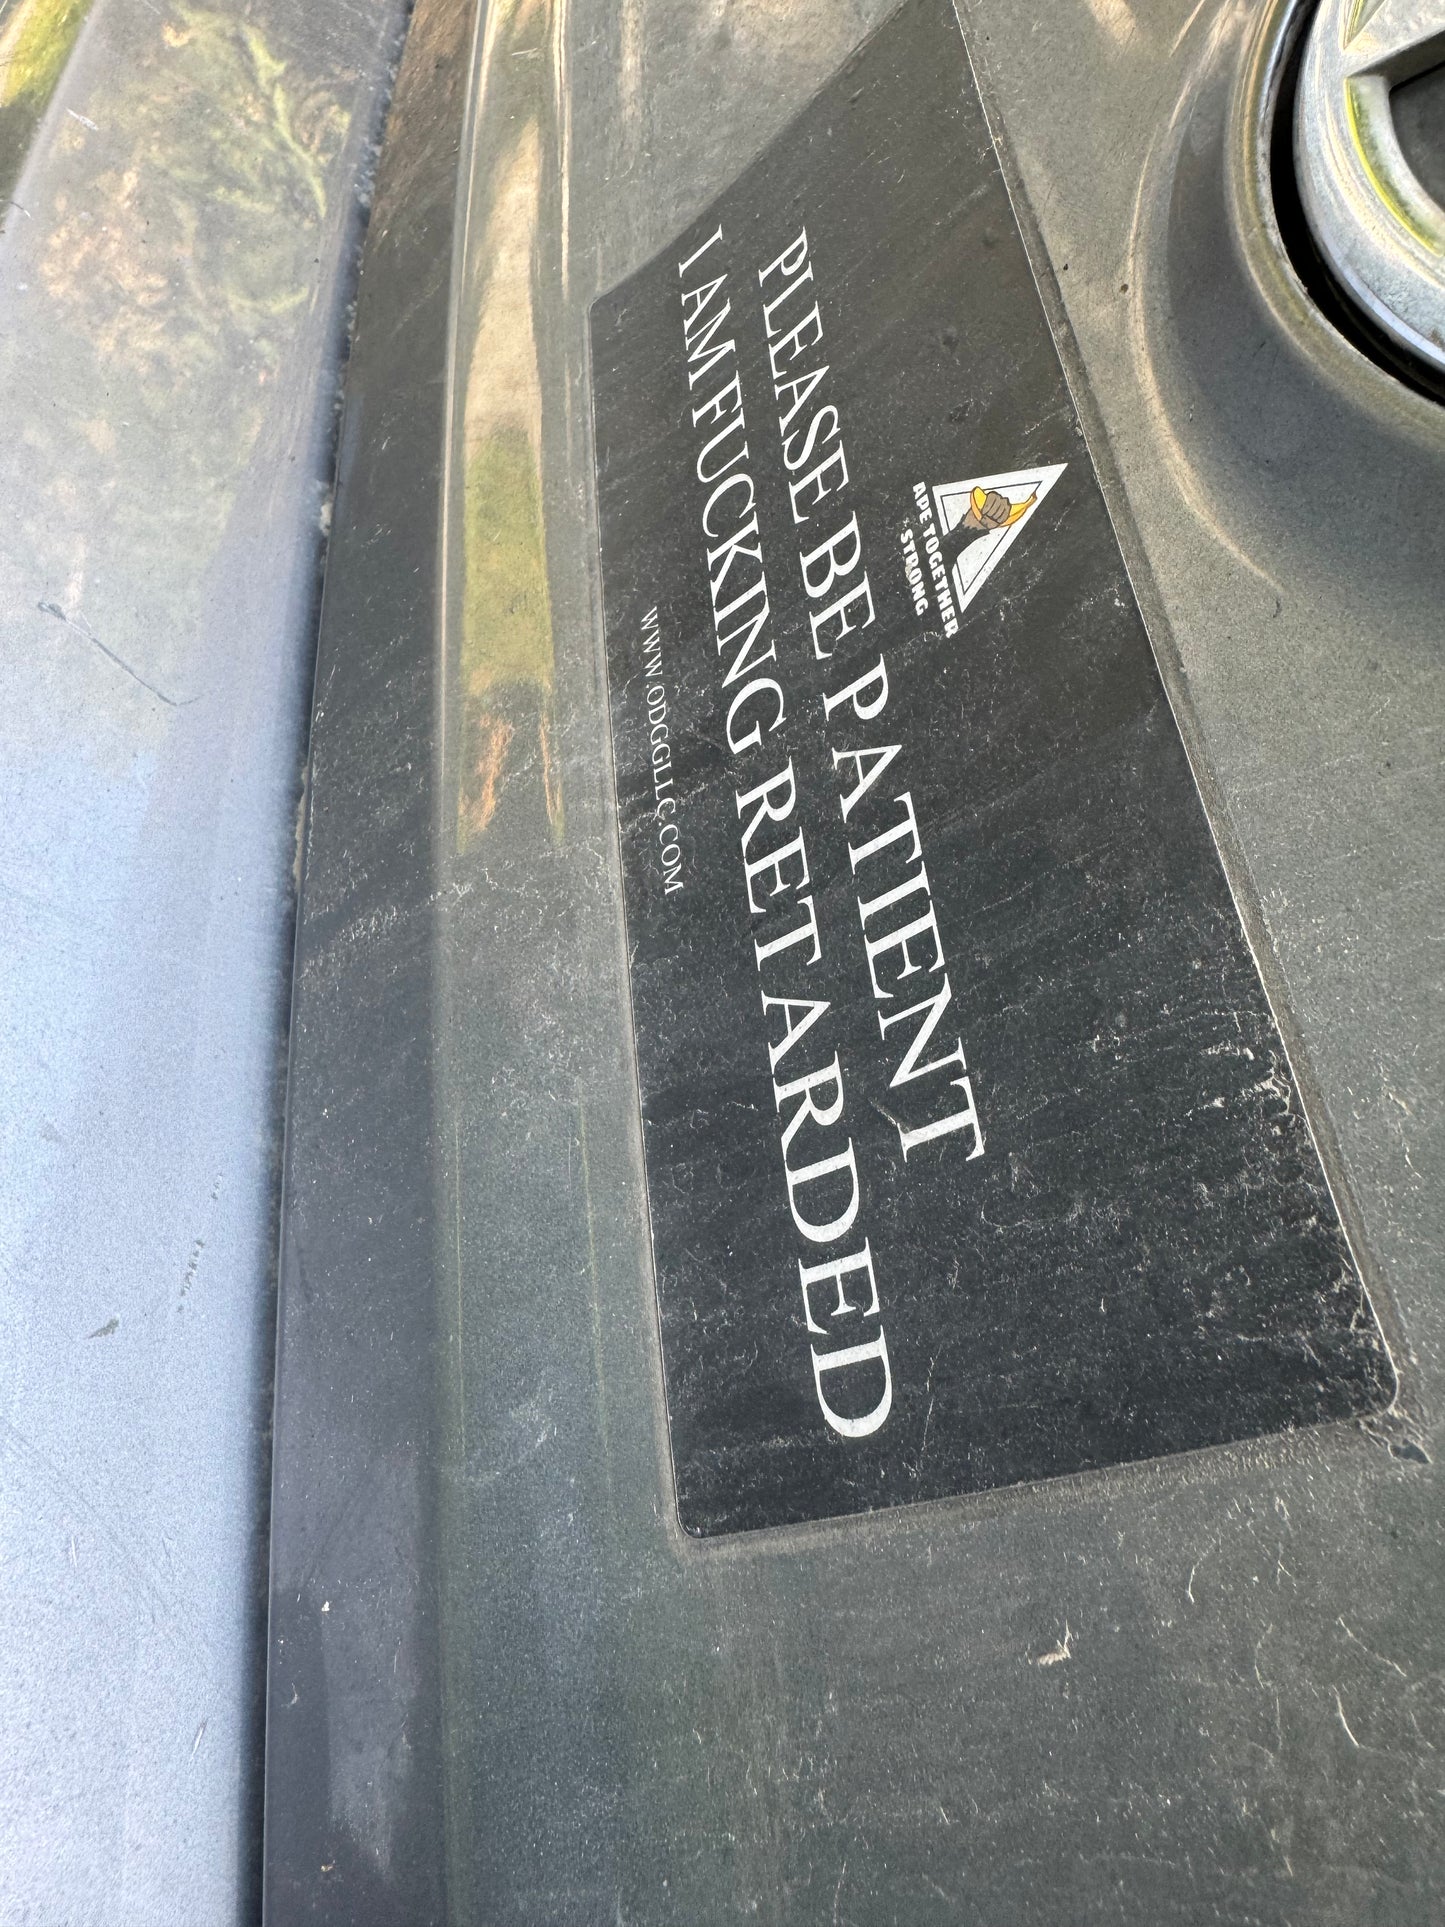 APE TOGETHER
STRONG
PLEASE BE PATIENT
I AM FUCKING RETARDED
WWW.ODGGLLC.COM